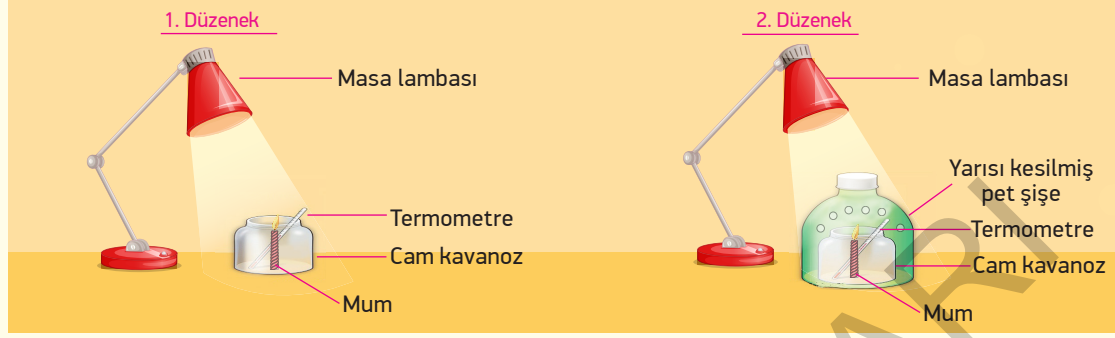 1. Düzenek
Masa lambası
Termometre
Cam kavanoz
Mum
2. Düzenek
Masa lambası
Yarısı kesilmiş
pet şişe
Termometre
Cam kavanoz
Mum
ARI